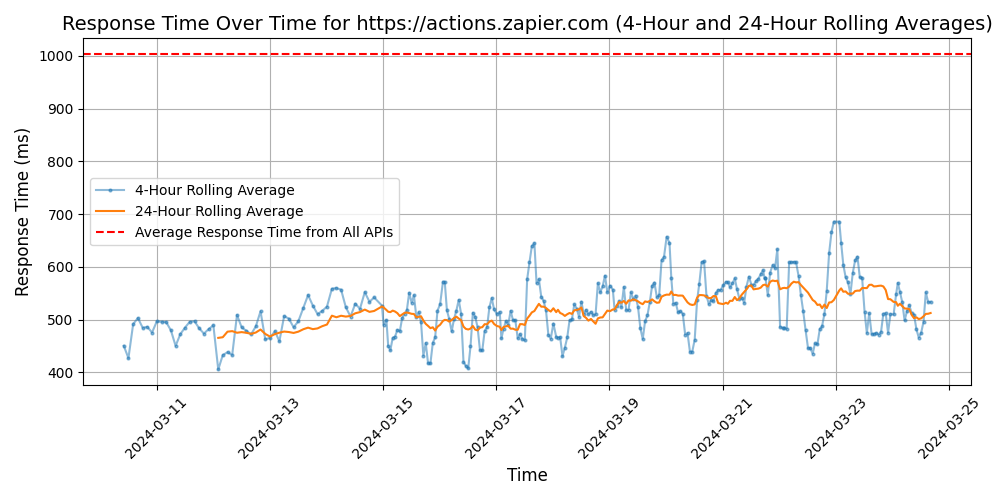 Response Time Over Time for https://actions.zapier.com (4-Hour and 24-Hour Rolling Averages)
Response Time (ms)
1000
900
800
700
600
500
400
4-Hour Rolling Average
24-Hour Rolling Average
Average Response Time from All APIs
2024-03-11
2024-03-13
2024-03-15
2024-03-17
2024-03-19
2024-03-21
2024-03-23
2024-03-25
Time